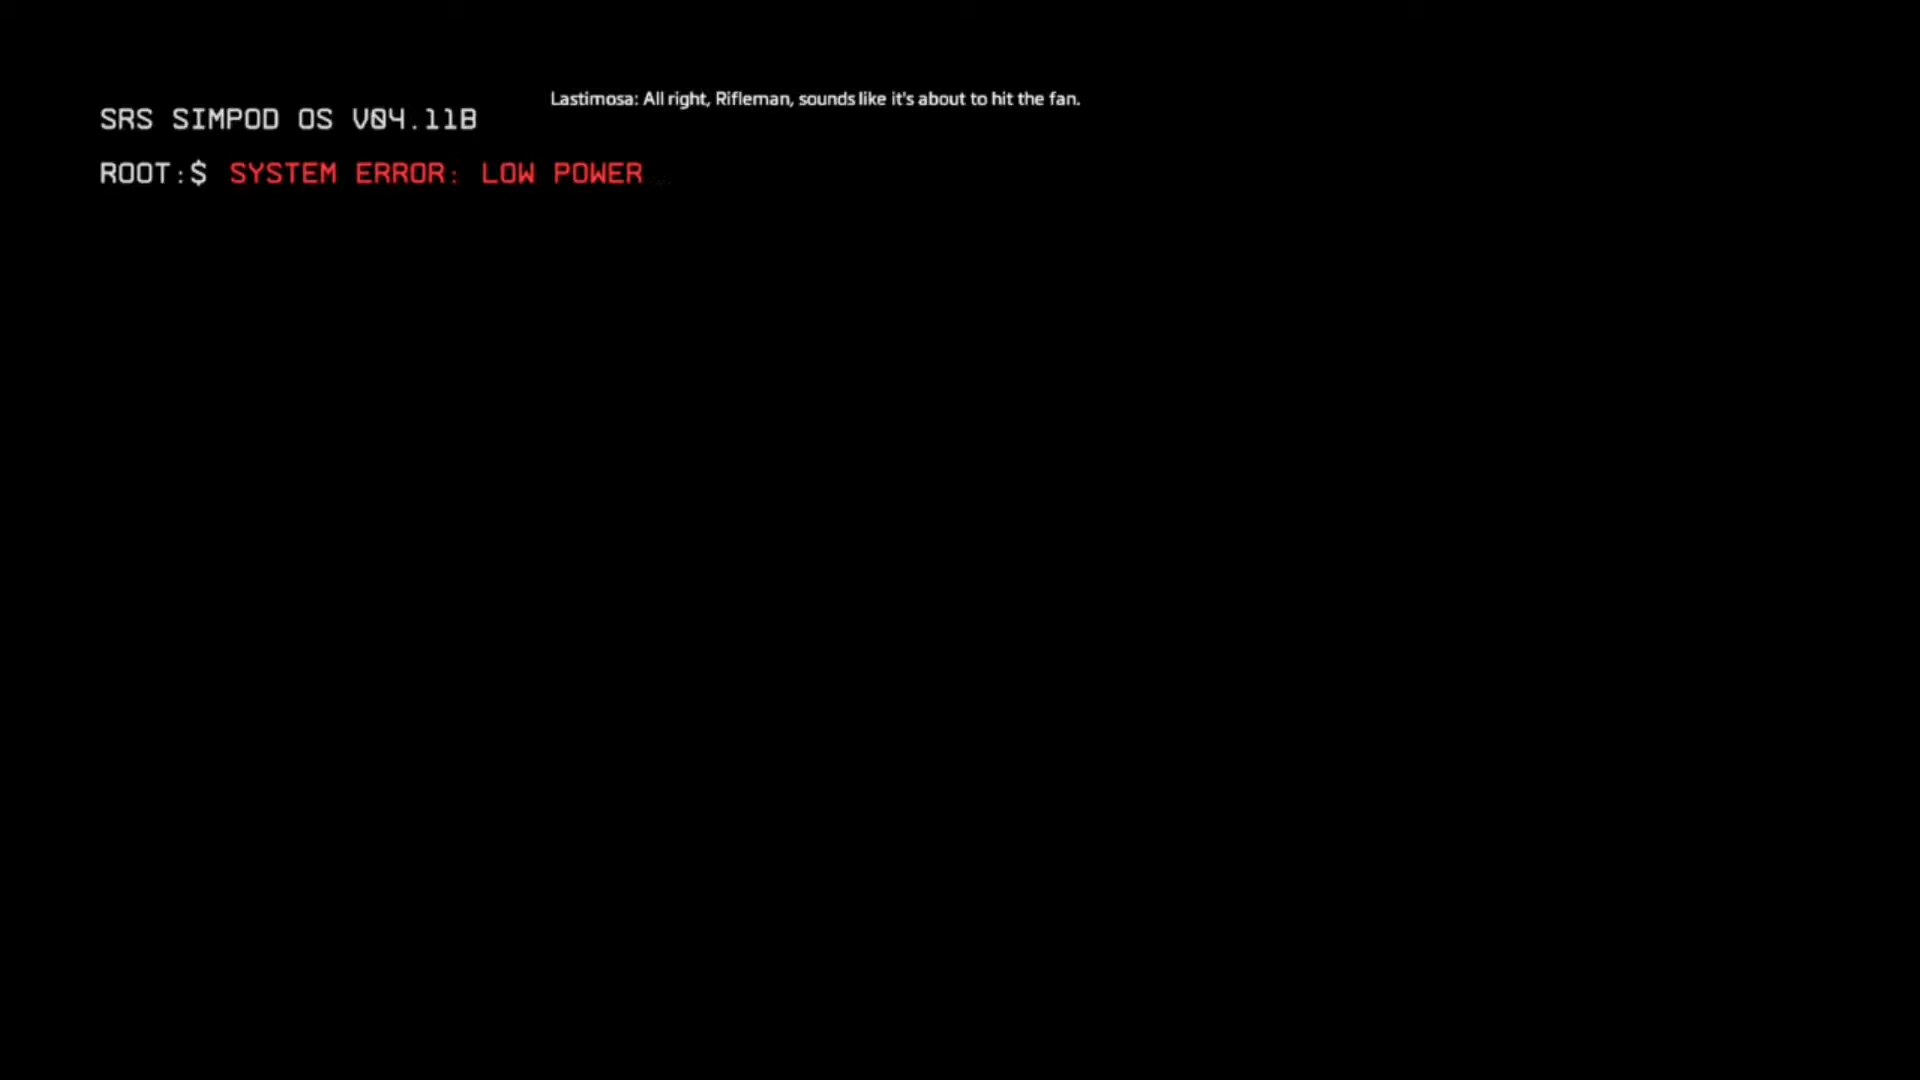 Lastimosa: All right, Rifleman, sounds like it's about to hit the fan.
SRS SIMPOD OS V04.11B
ROOT:$ SYSTEM ERROR: LOW POWER